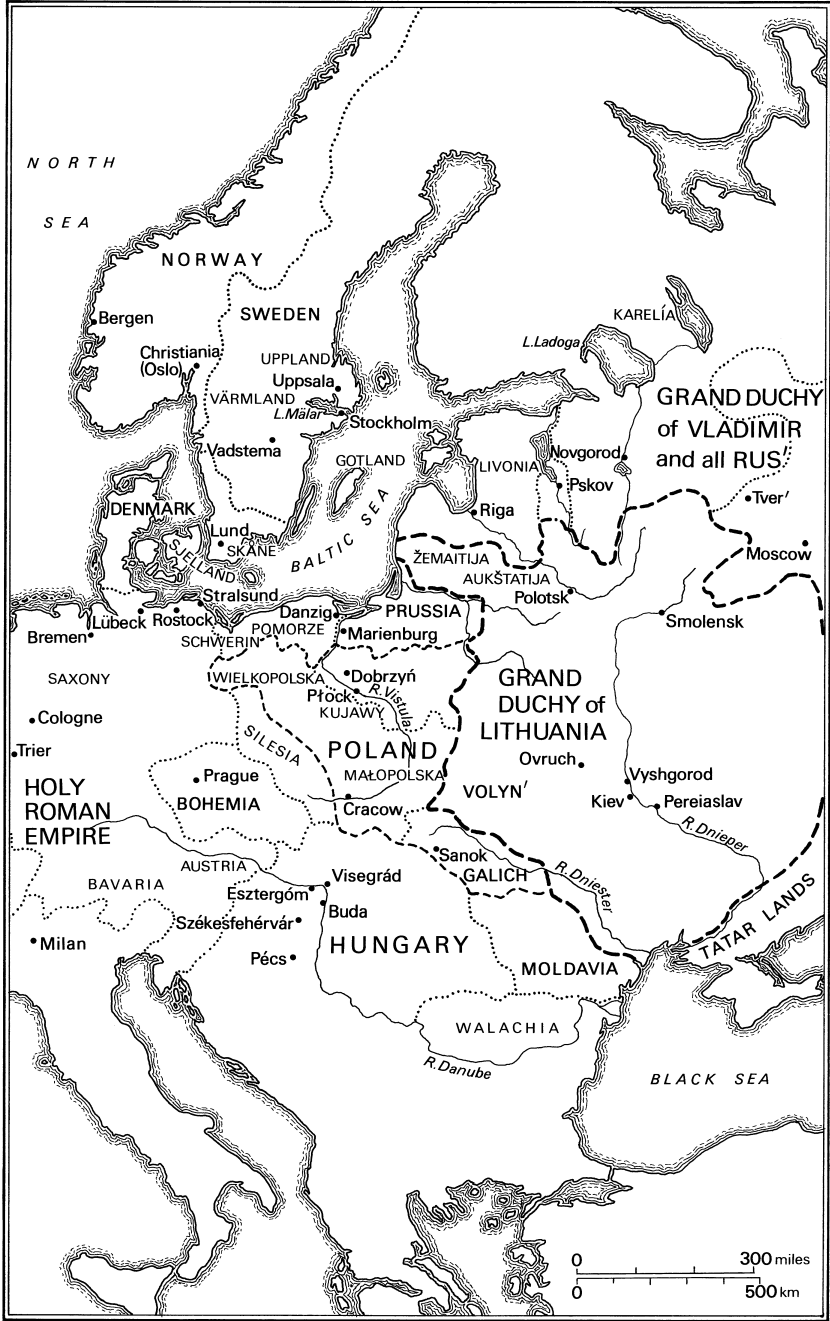 NORTH
SEA
NORWAY
Bergen
SWEDEN
KARELÍA
L.Ladoga
Christiania
(Oslo)
UPPLAND
Uppsala
VÄRMLAND
L.Mälar
Stockholm
GRAND DUCHY
of VLADIMIR
and all RUS'
Vadstema
GOTLAND
LIVONIA
Novgorod
Pskov
Tver'
DENMARK
Riga
BALTIC SEA
Lund
SKÅNE
SJELLAND
Moscow
ŽEMAITIJA
AUKŠTATIJA
Polotsk
Stralsund
Lübeck
Rostock
Danzig
PRUSSIA
Smolensk
Bremen
SCHWERIN
POMORZE
Marienburg
SAXONY
WIELKOPOLSKA
Dobrzyń
Płock
R.Vistula
KUJAWY
GRAND
DUCHY of
LITHUANIA
Cologne
SILESIA
Trier
POLAND
Ovruch
Prague
MAŁOPOLSKA
Vyshgorod
HOLY
ROMAN
EMPIRE
BOHEMIA
Cracow
VOLYN'
Kiev
Pereiaslav
R.Dnieper
AUSTRIA
Sanok
GALICH
R.Dniester
BAVARIA
Visegrád
Esztergóm
Buda
Székesfehérvár
TATAR LANDS
Milan
HUNGARY
Pécs
MOLDAVIA
WALACHIA
R.Danube
BLACK SEA
0 300 miles
0 500 km